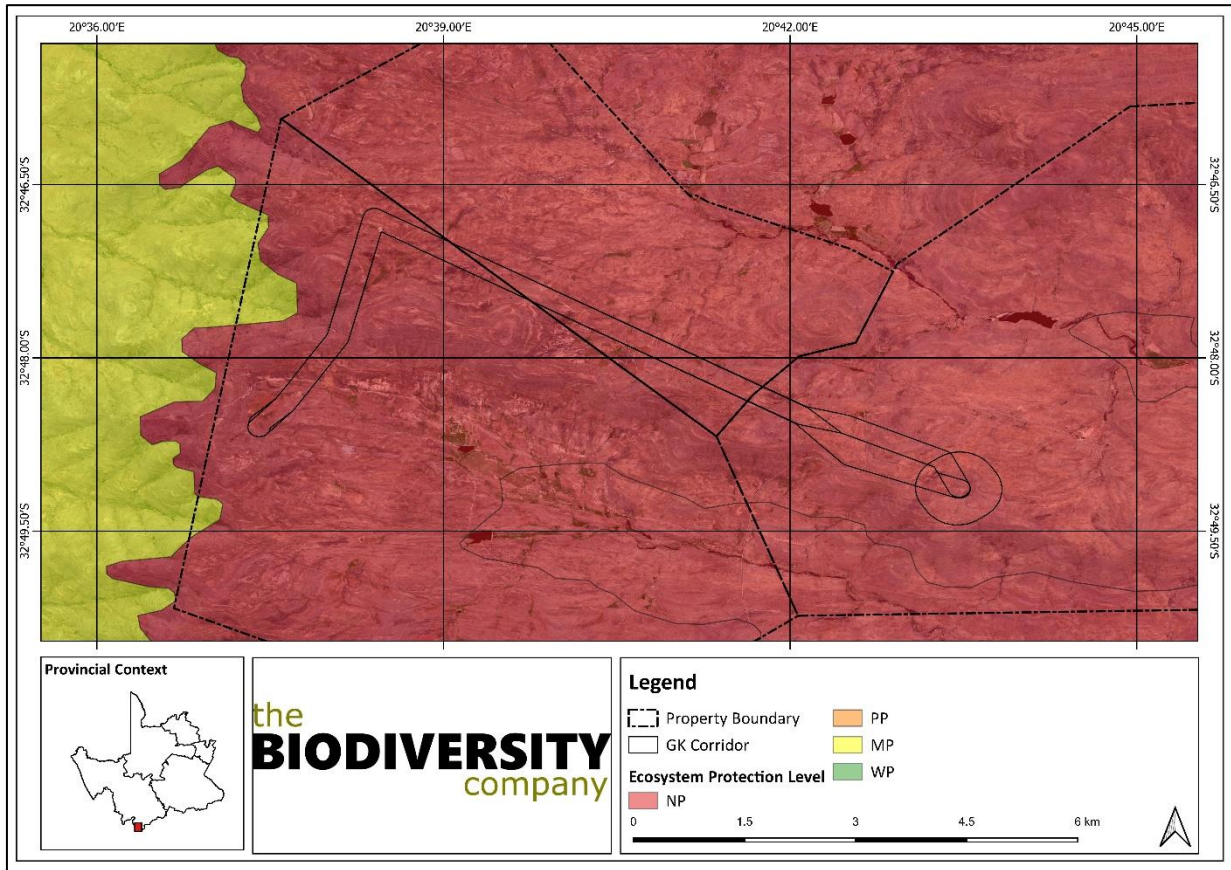 20°36.00'E
20°39.00'E
20°42.00'E
20°45.00'E
32°46.50'S
32°46.50'S
32°48.00'S
32°48.00'S
32°49.50'S
32°49.50'S
Provincial Context
the
BIODIVERSITY
company
Legend
Property Boundary
GK Corridor
Ecosystem Protection Level
NP
PP
MP
WP
0
1.5
3
4.5
6 km